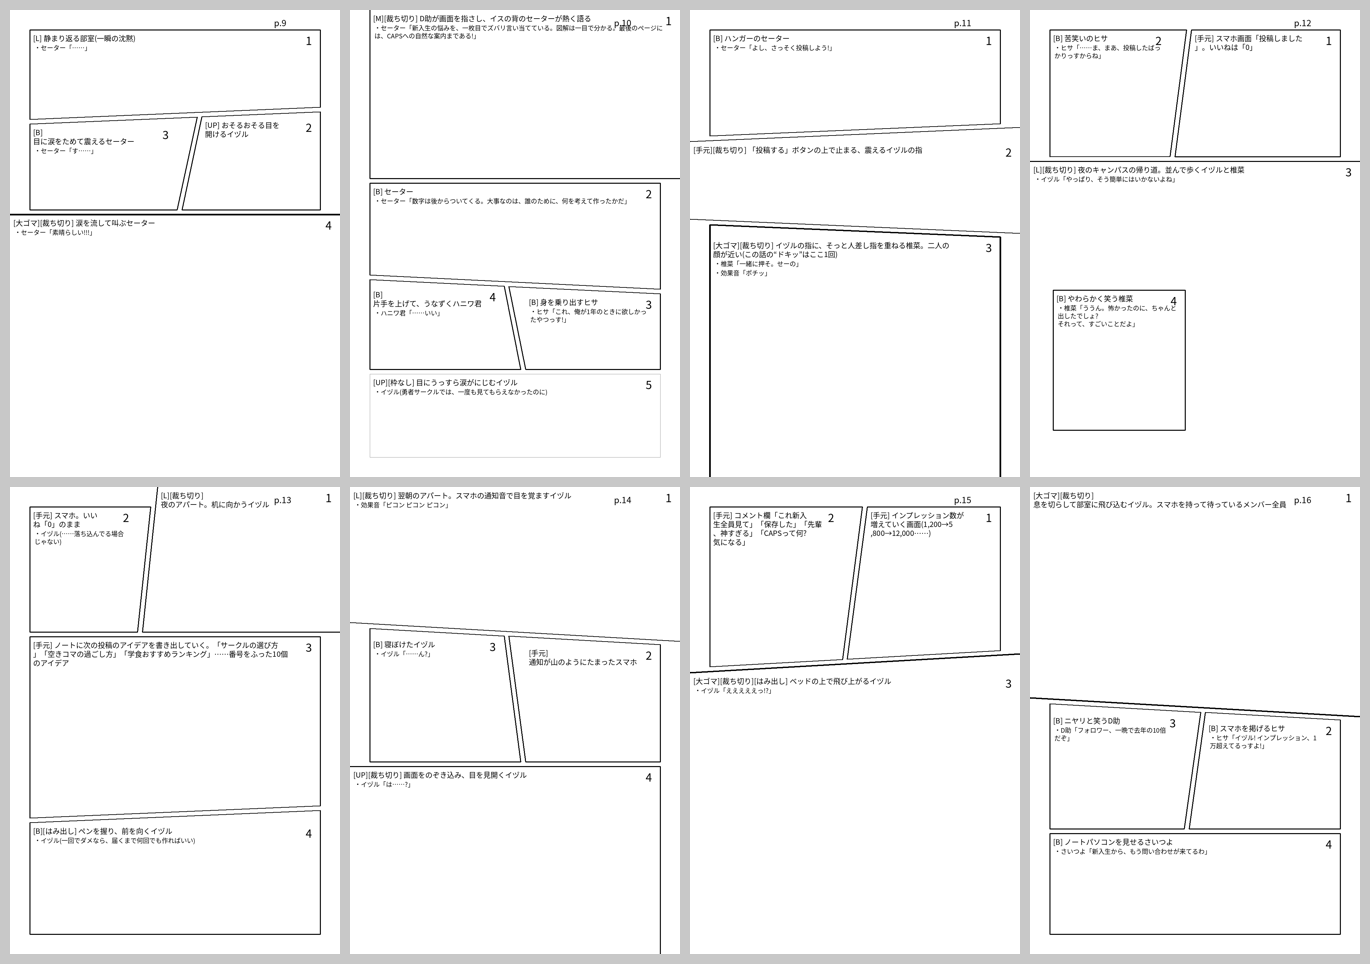 p.9
[L] 静まり返る部室(一瞬の沈黙)
・セーター「……」
1
[UP] おそるおそる目を
開けるイヅル
2
[B]
目に涙をためて震えるセーター
・セーター「す……」
3
[大ゴマ][裁ち切り] 涙を流して叫ぶセーター
・セーター「素晴らしい!!!」
4
p.10
[M][裁ち切り] D助が画面を指さし、イスの背のセーターが熱く語る
・セーター「新入生の悩みを、一枚目でズバリ言い当てている。図解は一目で分かる。最後のページに
は、CAPSへの自然な案内まである!」
1
[B] セーター
・セーター「数字は後からついてくる。大事なのは、誰のために、何を考えて作ったかだ」
2
[B] 身を乗り出すヒサ
・ヒサ「これ、俺が1年のときに欲しかっ
たやつっす!」
3
[B]
片手を上げて、うなずくハニワ君
・ハニワ君「……いい」
4
[UP][枠なし] 目にうっすら涙がにじむイヅル
・イヅル(勇者サークルでは、一度も見てもらえなかったのに)
5
p.11
[B] ハンガーのセーター
・セーター「よし、さっそく投稿しよう!」
1
[手元][裁ち切り] 「投稿する」ボタンの上で止まる、震えるイヅルの指
2
[大ゴマ][裁ち切り] イヅルの指に、そっと人差し指を重ねる椎菜。二人の
顔が近い(この話の"ドキッ"はここ1回)
・椎菜「一緒に押そ。せーの」
・効果音「ポチッ」
3
p.12
[手元] スマホ画面「投稿しました
」。いいねは「0」
1
[B] 苦笑いのヒサ
・ヒサ「……ま、まあ、投稿したばっ
かりっすからね」
2
[L][裁ち切り] 夜のキャンパスの帰り道。並んで歩くイヅルと椎菜
・イヅル「やっぱり、そう簡単にはいかないよね」
3
[B] やわらかく笑う椎菜
・椎菜「ううん。怖かったのに、ちゃんと
出したでしょ?
それって、すごいことだよ」
4
p.13
[L][裁ち切り]
夜のアパート。机に向かうイヅル
1
[手元] スマホ。いい
ね「0」のまま
・イヅル(……落ち込んでる場合
じゃない)
2
[手元] ノートに次の投稿のアイデアを書き出していく。「サークルの選び方
」「空きコマの過ごし方」「学食おすすめランキング」……番号をふった10個
のアイデア
3
[B][はみ出し] ペンを握り、前を向くイヅル
・イヅル(一回でダメなら、届くまで何回でも作ればいい)
4
p.14
[L][裁ち切り] 翌朝のアパート。スマホの通知音で目を覚ますイヅル
・効果音「ピコン ピコン ピコン」
1
[手元]
通知が山のようにたまったスマホ
2
[B] 寝ぼけたイヅル
・イヅル「……ん?」
3
[UP][裁ち切り] 画面をのぞき込み、目を見開くイヅル
・イヅル「は……?」
4
p.15
[手元] インプレッション数が
増えていく画面(1,200→5
,800→12,000……)
1
[手元] コメント欄「これ新入
生全員見て」「保存した」「先輩
、神すぎる」「CAPSって何?
気になる」
2
[大ゴマ][裁ち切り][はみ出し] ベッドの上で飛び上がるイヅル
・イヅル「えええええっ!?」
3
p.16
[大ゴマ][裁ち切り]
息を切らして部室に飛び込むイヅル。スマホを持って待っているメンバー全員
1
[B] スマホを掲げるヒサ
・ヒサ「イヅル! インプレッション、1
万超えてるっすよ!」
2
[B] ニヤリと笑うD助
・D助「フォロワー、一晩で去年の10倍
だぞ」
3
[B] ノートパソコンを見せるさいつよ
・さいつよ「新入生から、もう問い合わせが来てるわ」
4